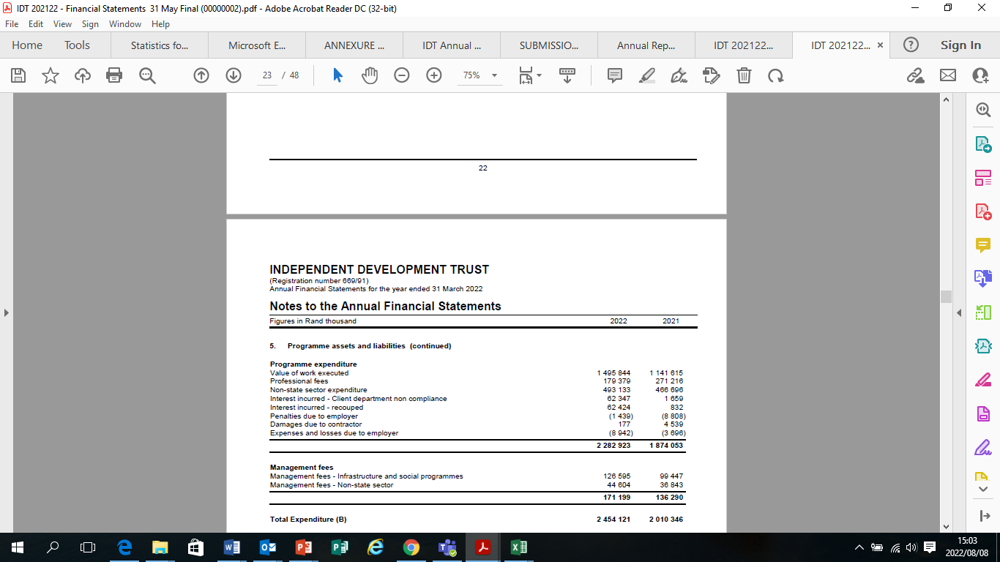 IDT 202122 - Financial Statements 31 May Final (00000002).pdf - Adobe Acrobat Reader DC (32-bit)
File Edit View Sign Window Help
Home Tools Statistics fo... Microsoft E... ANNEXURE ... IDT Annual ... SUBMISSIO... Annual Rep... IDT 202122... IDT 202122... × ? Sign In
23 / 48 75%
22
INDEPENDENT DEVELOPMENT TRUST
(Registration number 669/91)
Annual Financial Statements for the year ended 31 March 2022
Notes to the Annual Financial Statements
Figures in Rand thousand 2022 2021
5. Programme assets and liabilities (continued)
Programme expenditure
Value of work executed 1 495 844 1 141 615
Professional fees 179 379 271 216
Non-state sector expenditure 493 133 466 696
Interest incurred - Client department non compliance 62 347 1 659
Interest incurred - recouped 62 424 832
Penalties due to employer (1 439) (8 808)
Damages due to contractor 177 4 539
Expenses and losses due to employer (8 942) (3 696)
2 282 923 1 874 053
Management fees
Management fees - Infrastructure and social programmes 126 595 99 447
Management fees - Non-state sector 44 604 36 843
171 199 136 290
Total Expenditure (B) 2 454 121 2 010 346
15:03
2022/08/08